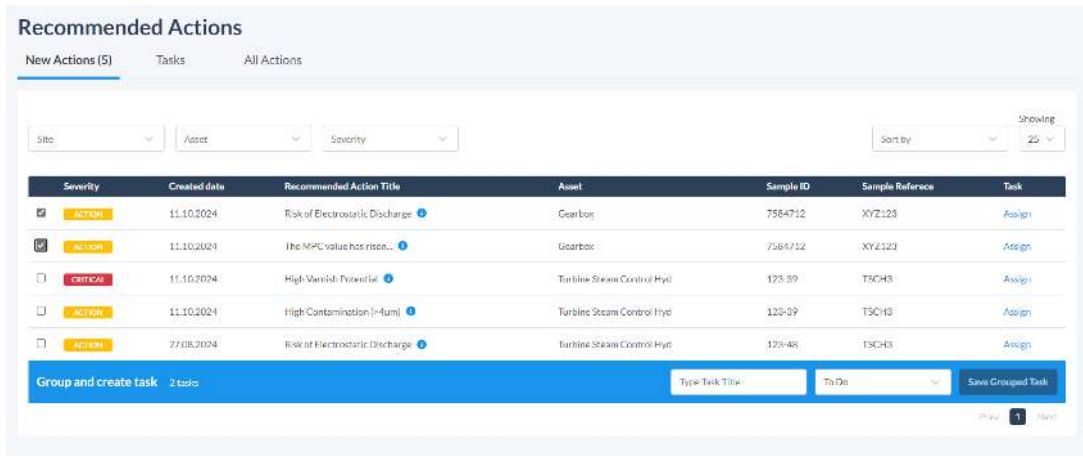 Recommended Actions
New Actions (5) Tasks All Actions
Showing
Site Asset Severity Sort by 25
Severity Created date Recommended Action Title Asset Sample ID Sample Referece Task
ACTION 11.10.2024 Risk of Electrostatic Discharge Gearbox 7584712 XYZ123 Assign
ACTION 11.10.2024 The MPC value has risen... Gearbox 7584712 XYZ123 Assign
CRITICAL 11.10.2024 High Varnish Potential Turbine Steam Control Hyd 123-39 TSCH3 Assign
ACTION 11.10.2024 High Contamination (>4um) Turbine Steam Control Hyd 123-39 TSCH3 Assign
ACTION 27.08.2024 Risk of Electrostatic Discharge Turbine Steam Control Hyd 123-48 TSCH3 Assign
Group and create task 2 tasks Type Task Title To Do Save Grouped Task
Prev 1 Next